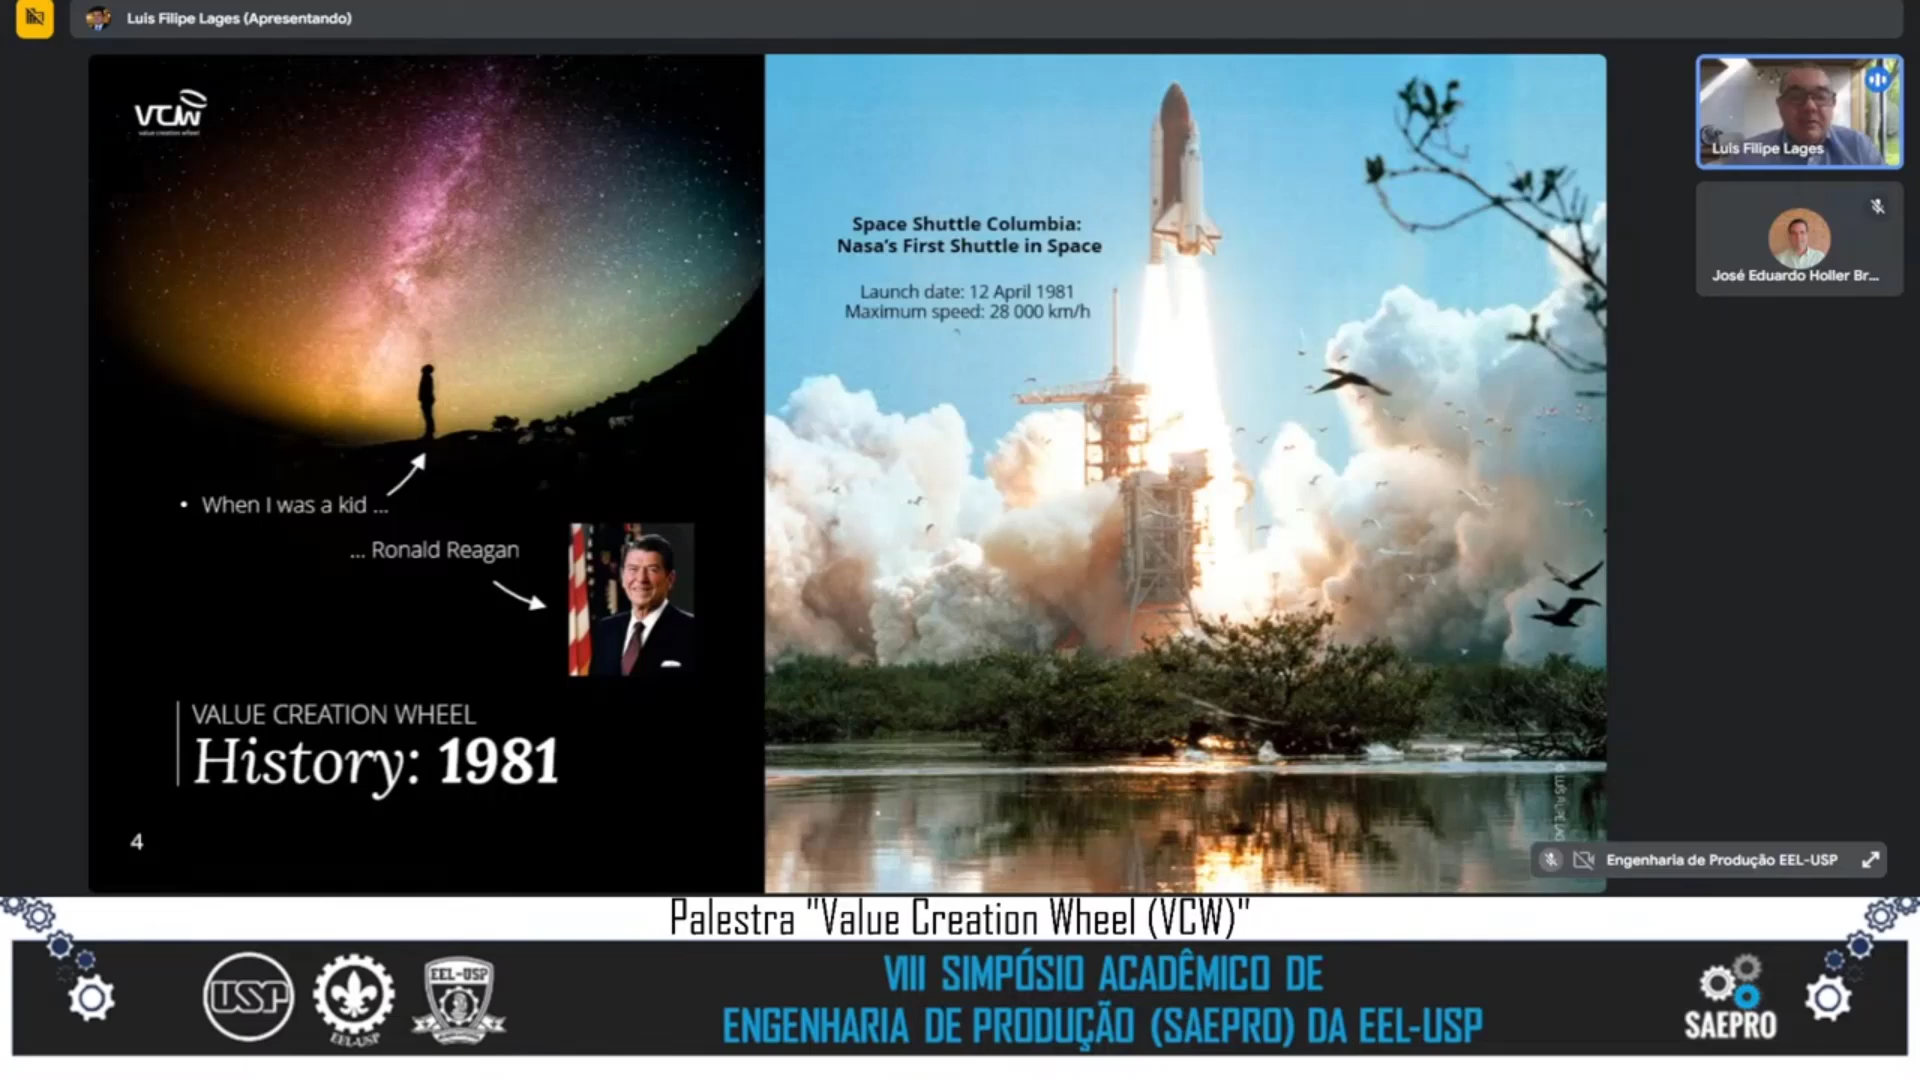 Luis Filipe Lages (Apresentando)
VCW
value creation wheel
Space Shuttle Columbia:
Nasa's First Shuttle in Space
Launch date: 12 April 1981
Maximum speed: 28 000 km/h
• When I was a kid ...
... Ronald Reagan
VALUE CREATION WHEEL
History: 1981
4
Luis Filipe Lages
José Eduardo Holler Br...
Engenharia de Produção EEL-USP
Palestra "Value Creation Wheel (VCW)"
USP
EEL-USP
EEL-USP
VIII SIMPÓSIO ACADÊMICO DE
ENGENHARIA DE PRODUÇÃO (SAEPRO) DA EEL-USP
SAEPRO